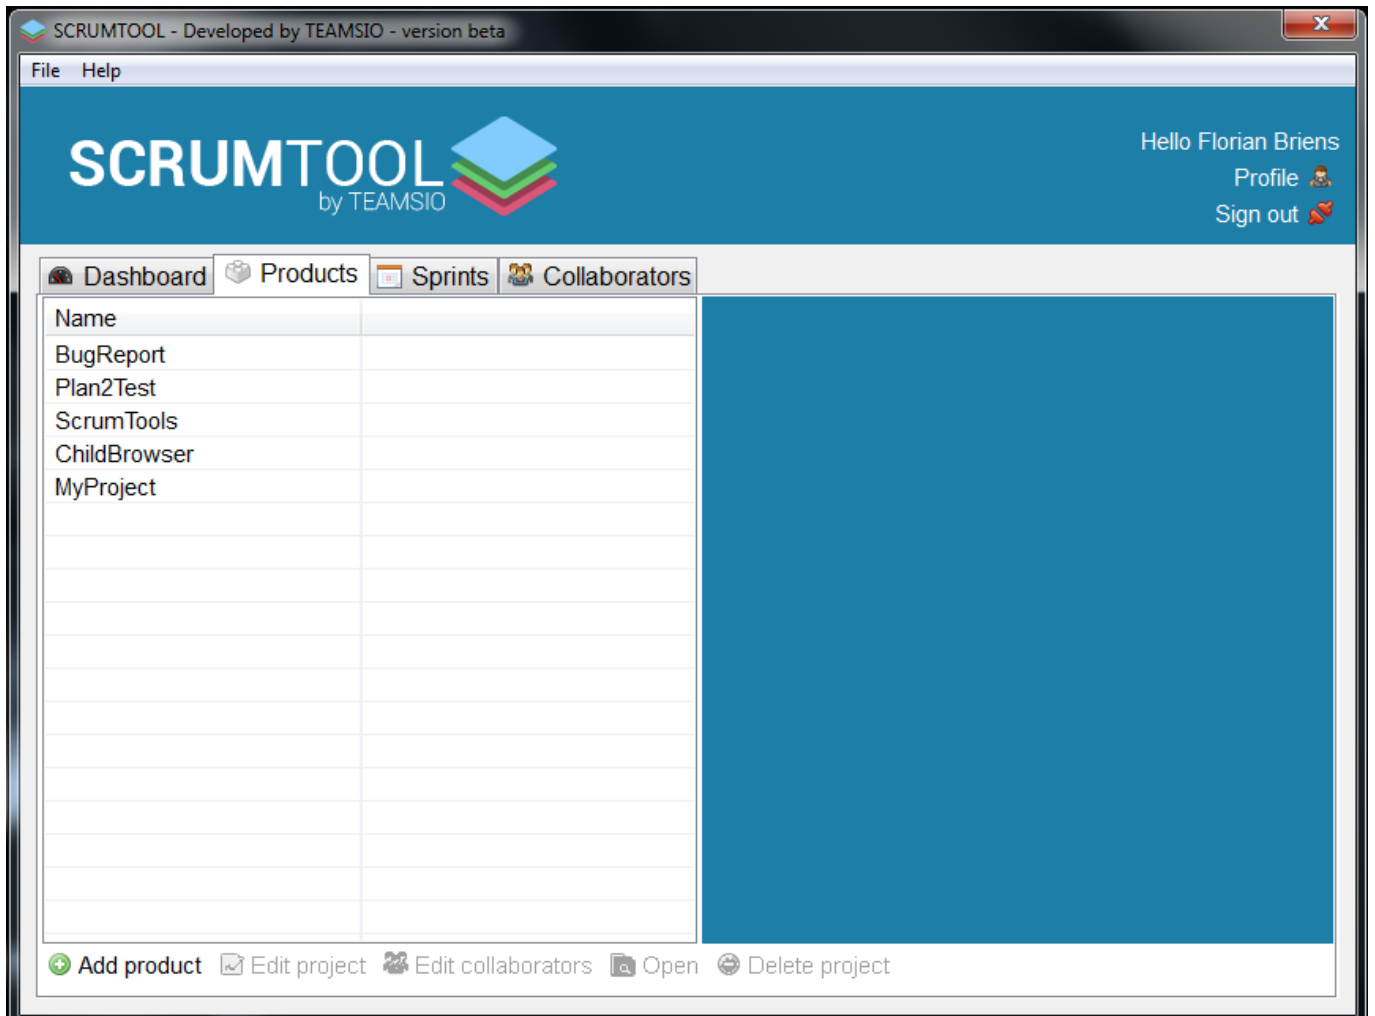 SCRUMTOOL - Developed by TEAMSIO - version beta
File Help
SCRUMTOOL
by TEAMSIO
Hello Florian Briens
Profile
Sign out
Dashboard Products Sprints Collaborators
Name
BugReport
Plan2Test
ScrumTools
ChildBrowser
MyProject
Add product Edit project Edit collaborators Open Delete project